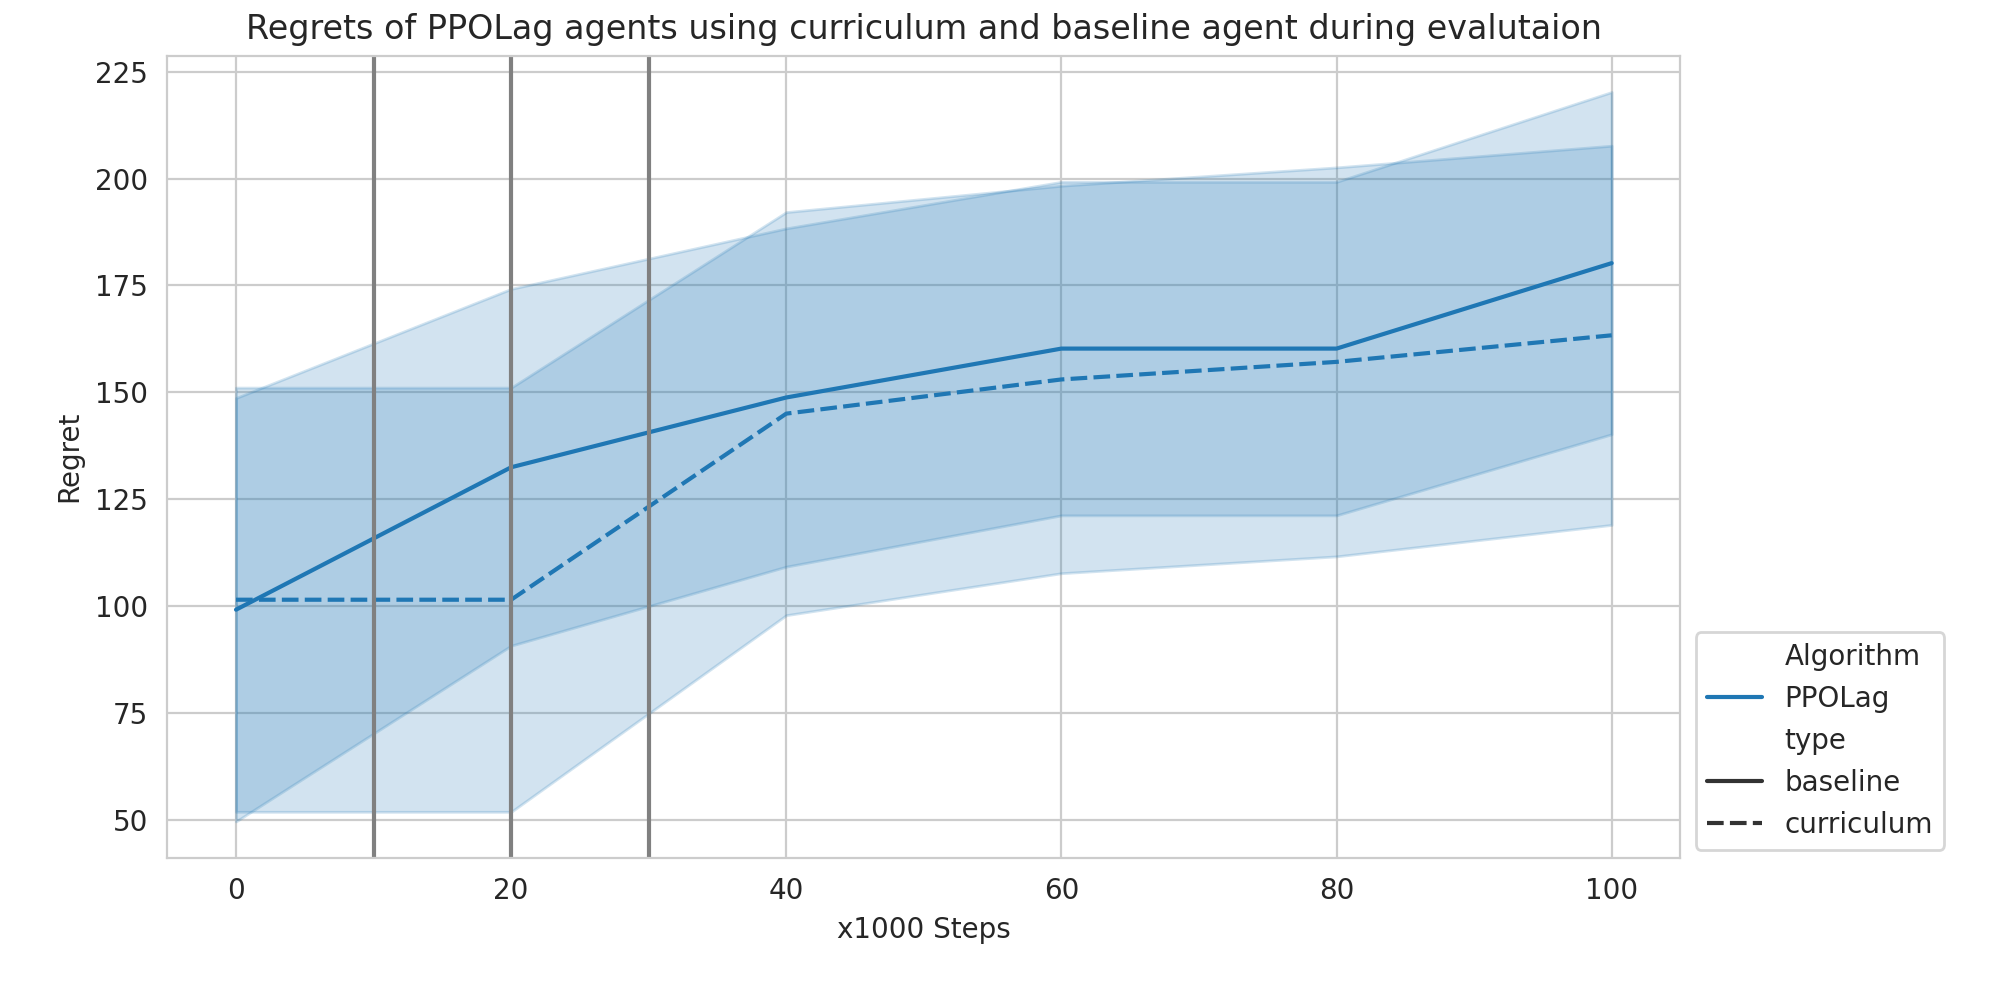 Regrets of PPOLag agents using curriculum and baseline agent during evalutaion
225
200
175
150
125
100
75
50
Regret
0 20 40 60 80 100
x1000 Steps
Algorithm
PPOLag
type
baseline
curriculum